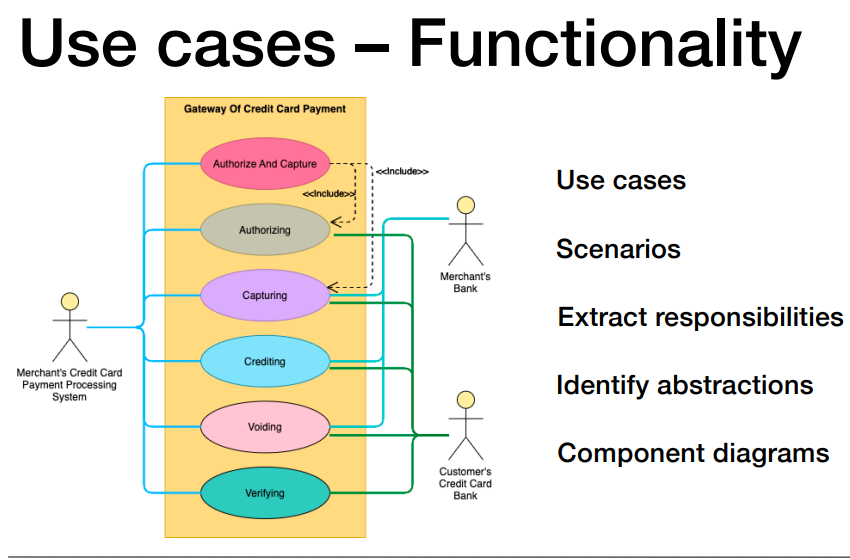 Use cases – Functionality
Gateway Of Credit Card Payment
Authorize And Capture
<<Include>>
<<Include>>
Authorizing
Capturing
Crediting
Voiding
Verifying
Merchant's Credit Card
Payment Processing
System
Merchant's
Bank
Customer's
Credit Card
Bank
Use cases
Scenarios
Extract responsibilities
Identify abstractions
Component diagrams